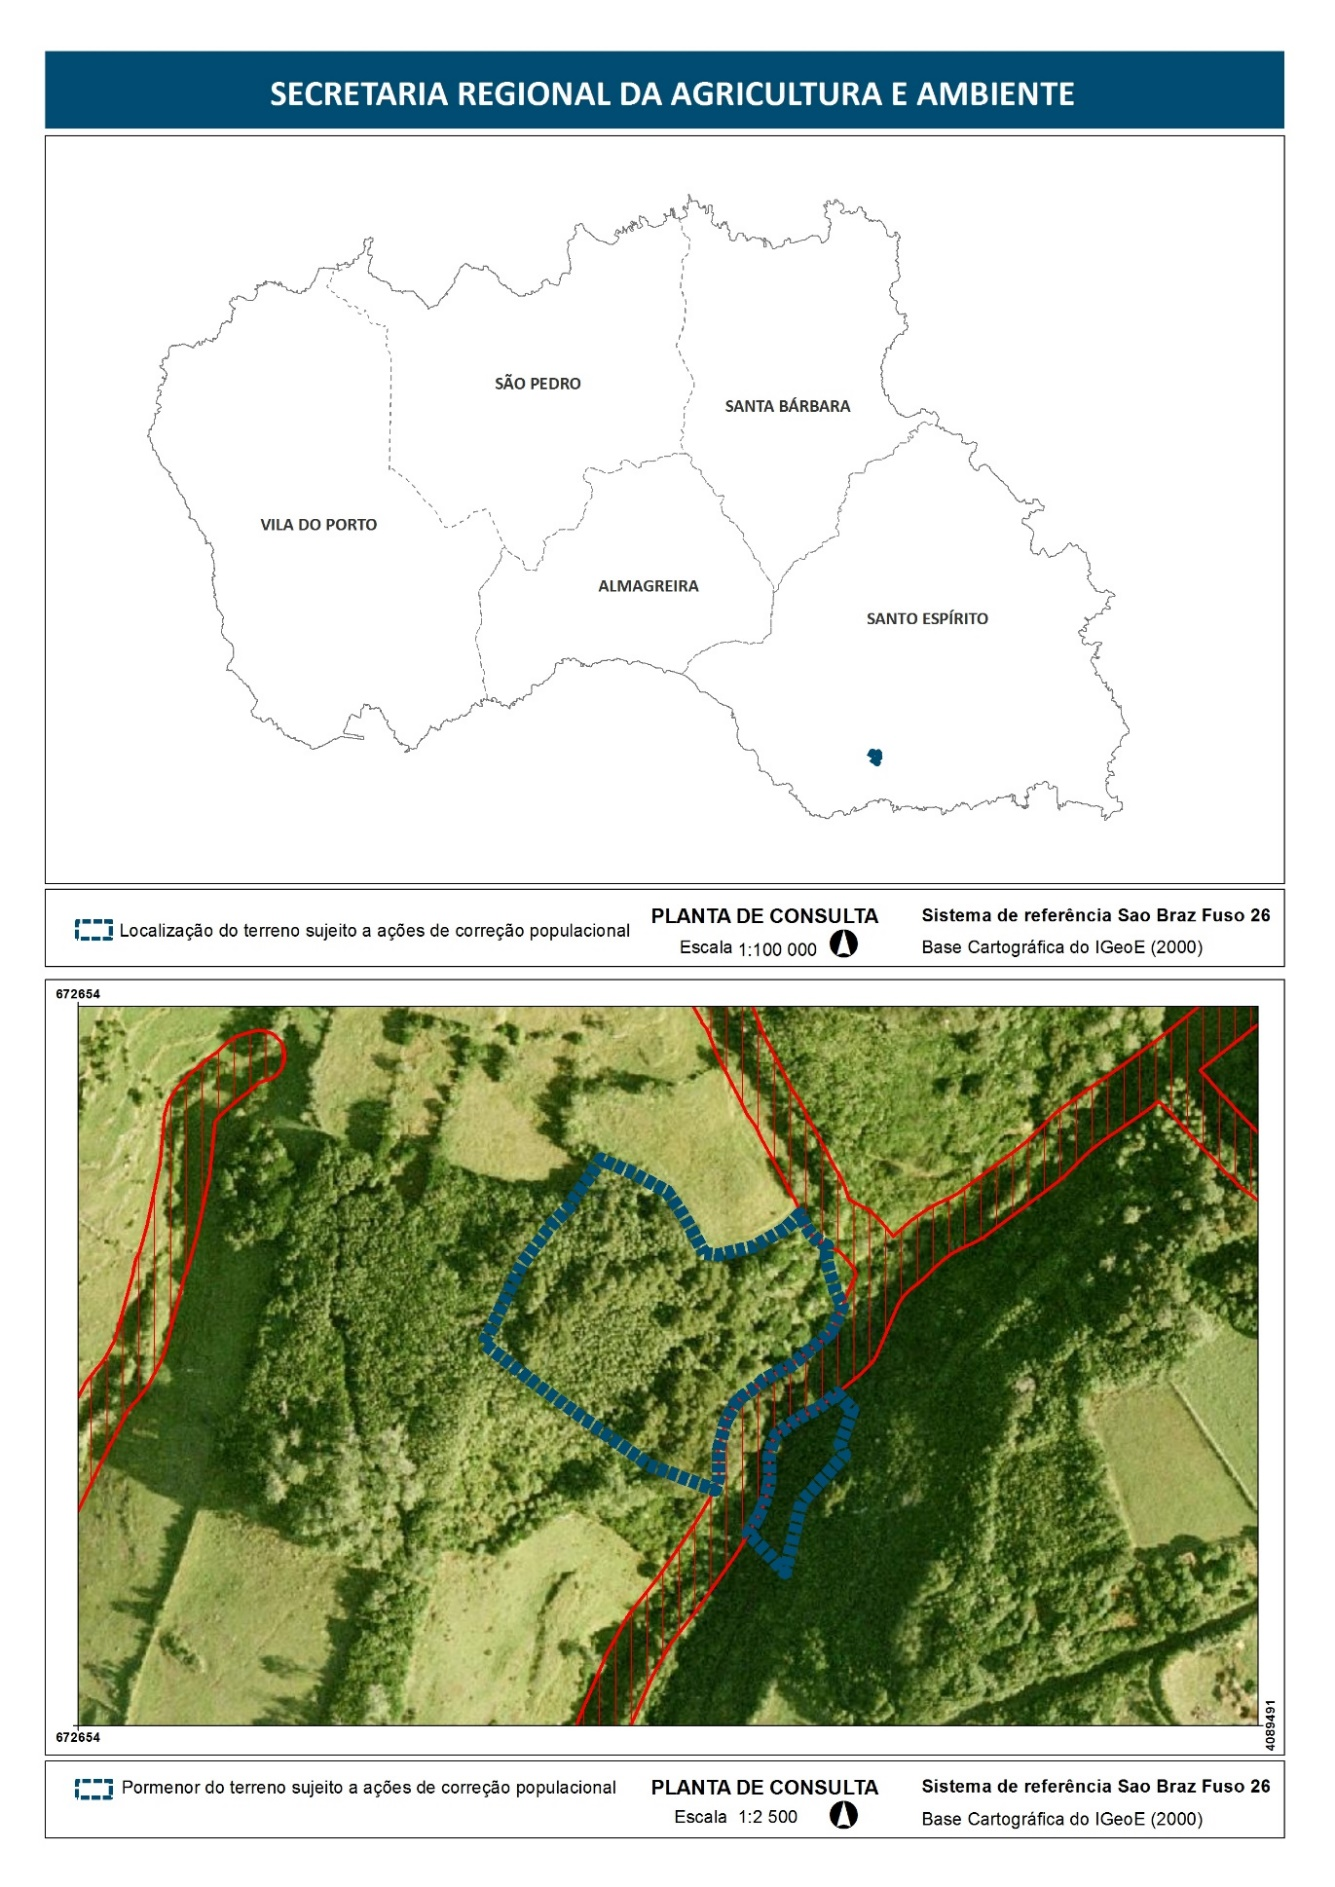 SECRETARIA REGIONAL DA AGRICULTURA E AMBIENTE
SÃO PEDRO
SANTA BÁRBARA
VILA DO PORTO
ALMAGREIRA
SANTO ESPÍRITO
Localização do terreno sujeito a ações de correção populacional
PLANTA DE CONSULTA
Escala 1:100 000
Sistema de referência Sao Braz Fuso 26
Base Cartográfica do IGeoE (2000)
672654
672654
4089491
Pormenor do terreno sujeito a ações de correção populacional
PLANTA DE CONSULTA
Escala 1:2 500
Sistema de referência Sao Braz Fuso 26
Base Cartográfica do IGeoE (2000)